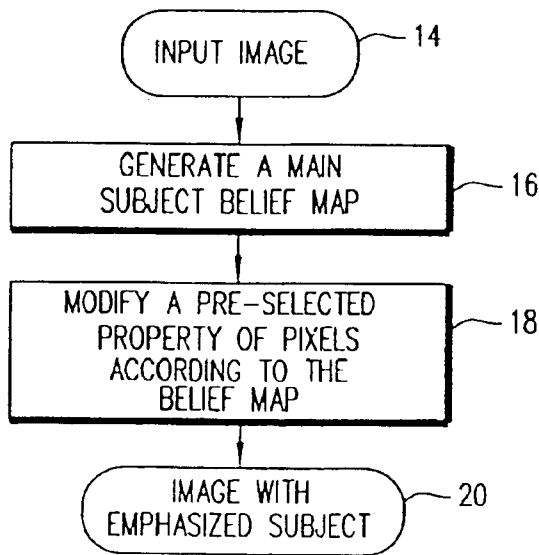 INPUT IMAGE
14
GENERATE A MAIN
SUBJECT BELIEF MAP
16
MODIFY A PRE-SELECTED
PROPERTY OF PIXELS
ACCORDING TO THE
BELIEF MAP
18
IMAGE WITH
EMPHASIZED SUBJECT
20